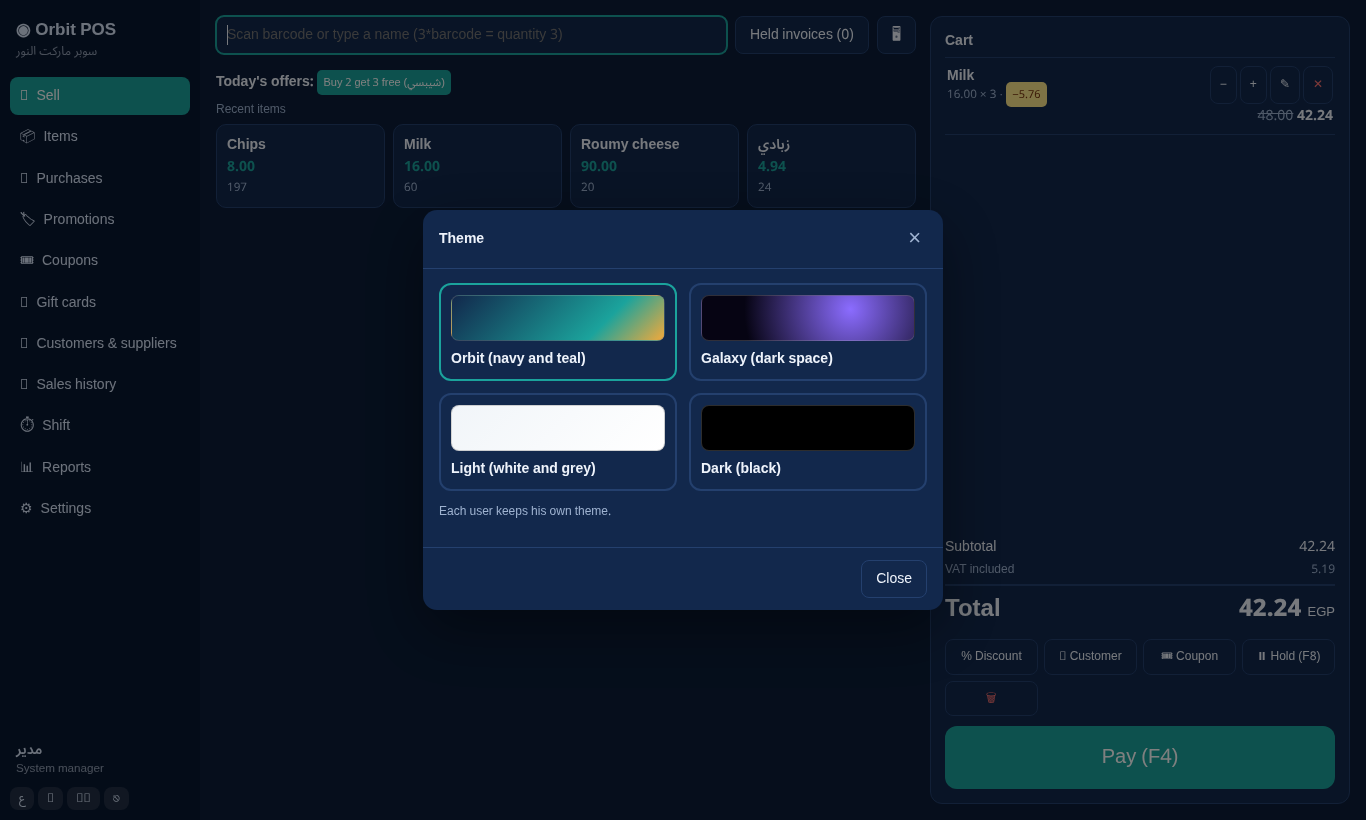 ◉ Orbit POS
سوبر ماركت النور
Sell
Items
Purchases
Promotions
Coupons
Gift cards
Customers & suppliers
Sales history
Shift
Reports
Settings
مدير
System manager
ع
Scan barcode or type a name (3*barcode = quantity 3)
Held invoices (0)
Today's offers: Buy 2 get 3 free (شيبسي)
Recent items
Chips
8.00
197
Milk
16.00
60
Roumy cheese
90.00
20
زبادي
4.94
24
Theme ×
Orbit (navy and teal)
Galaxy (dark space)
Light (white and grey)
Dark (black)
Each user keeps his own theme.
Close
Cart
Milk
16.00 × 3 · −5.76
− + ✎ ✕
48.00 42.24
Subtotal 42.24
VAT included 5.19
Total 42.24 EGP
% Discount
Customer
Coupon
Hold (F8)
Pay (F4)